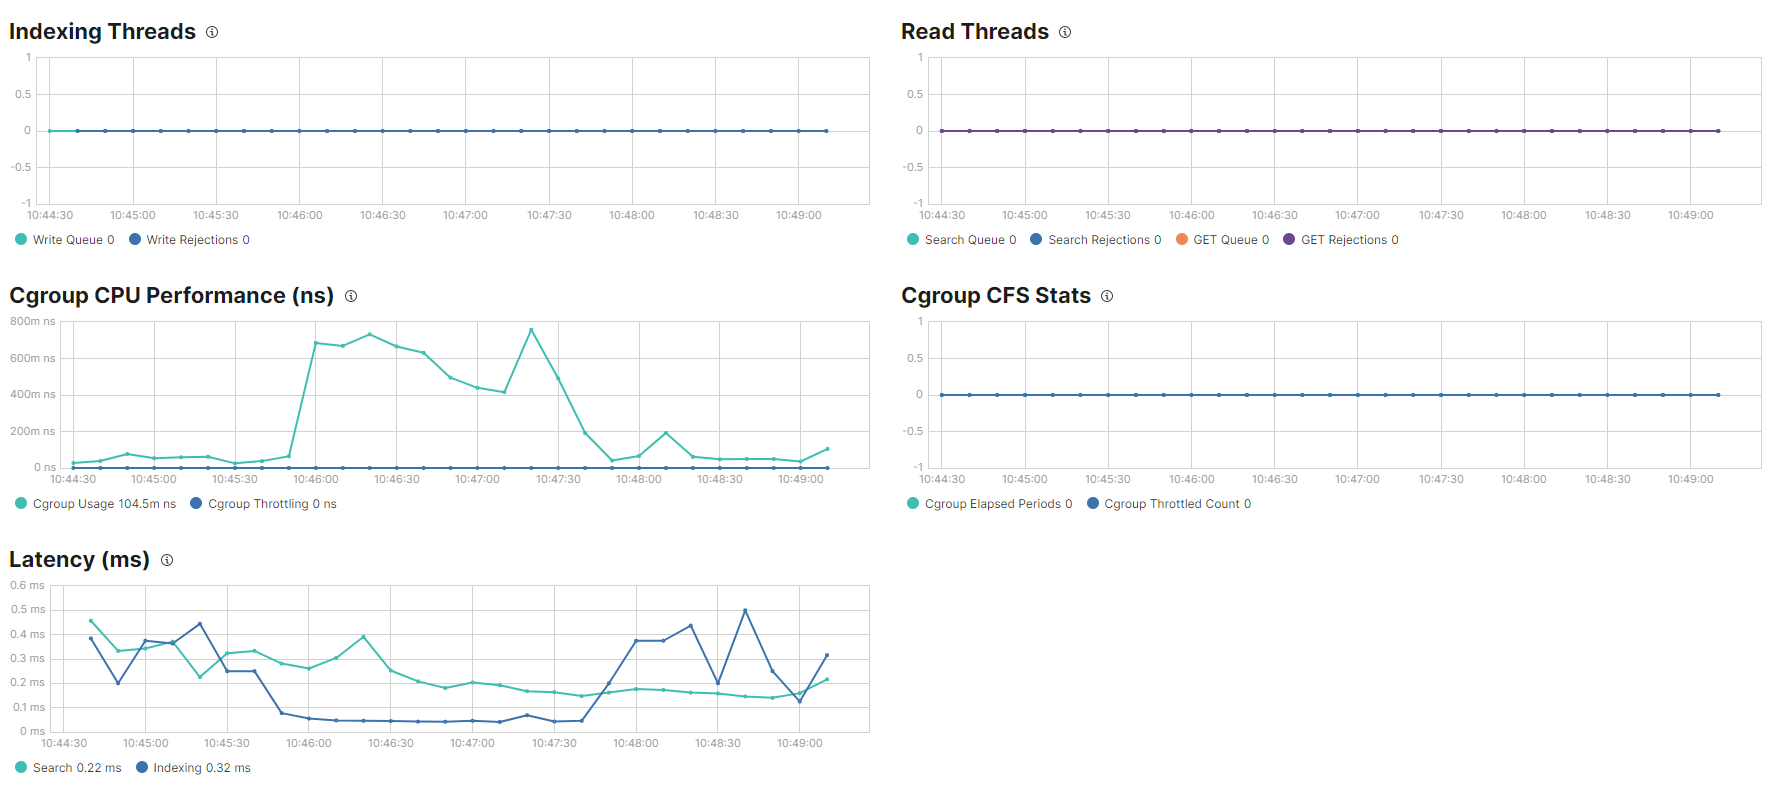 Indexing Threads
1
0.5
0
-0.5
-1
10:44:30 10:45:00 10:45:30 10:46:00 10:46:30 10:47:00 10:47:30 10:48:00 10:48:30 10:49:00
Write Queue 0 Write Rejections 0
Read Threads
1
0.5
0
-0.5
-1
10:44:30 10:45:00 10:45:30 10:46:00 10:46:30 10:47:00 10:47:30 10:48:00 10:48:30 10:49:00
Search Queue 0 Search Rejections 0 GET Queue 0 GET Rejections 0
Cgroup CPU Performance (ns)
800m ns
600m ns
400m ns
200m ns
0 ns
10:44:30 10:45:00 10:45:30 10:46:00 10:46:30 10:47:00 10:47:30 10:48:00 10:48:30 10:49:00
Cgroup Usage 104.5m ns Cgroup Throttling 0 ns
Cgroup CFS Stats
1
0.5
0
-0.5
-1
10:44:30 10:45:00 10:45:30 10:46:00 10:46:30 10:47:00 10:47:30 10:48:00 10:48:30 10:49:00
Cgroup Elapsed Periods 0 Cgroup Throttled Count 0
Latency (ms)
0.6 ms
0.5 ms
0.4 ms
0.3 ms
0.2 ms
0.1 ms
0 ms
10:44:30 10:45:00 10:45:30 10:46:00 10:46:30 10:47:00 10:47:30 10:48:00 10:48:30 10:49:00
Search 0.22 ms Indexing 0.32 ms